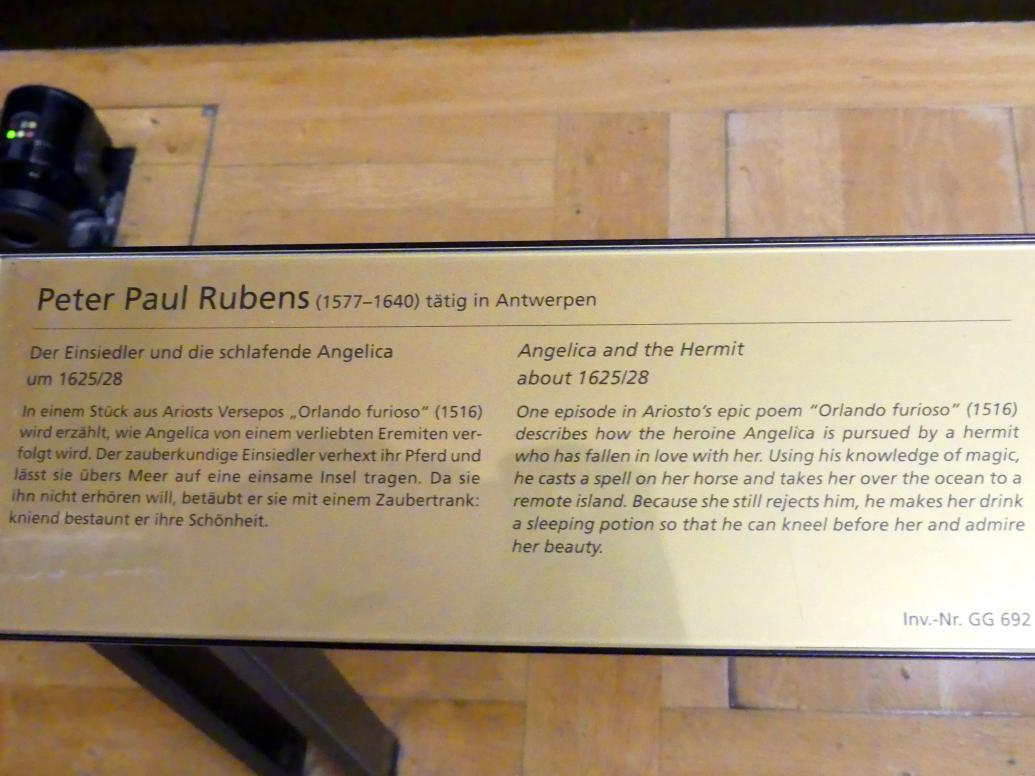 Peter Paul Rubens (1577–1640) tätig in Antwerpen
Der Einsiedler und die schlafende Angelica
um 1625/28
In einem Stück aus Ariosts Versepos „Orlando furioso“ (1516)
wird erzählt, wie Angelica von einem verliebten Eremiten ver-
folgt wird. Der zauberkundige Einsiedler verhext ihr Pferd und
lässt sie übers Meer auf eine einsame Insel tragen. Da sie
ihn nicht erhören will, betäubt er sie mit einem Zaubertrank:
kniend bestaunt er ihre Schönheit.
Angelica and the Hermit
about 1625/28
One episode in Ariosto's epic poem “Orlando furioso” (1516)
describes how the heroine Angelica is pursued by a hermit
who has fallen in love with her. Using his knowledge of magic,
he casts a spell on her horse and takes her over the ocean to a
remote island. Because she still rejects him, he makes her drink
a sleeping potion so that he can kneel before her and admire
her beauty.
Inv.-Nr. GG 692